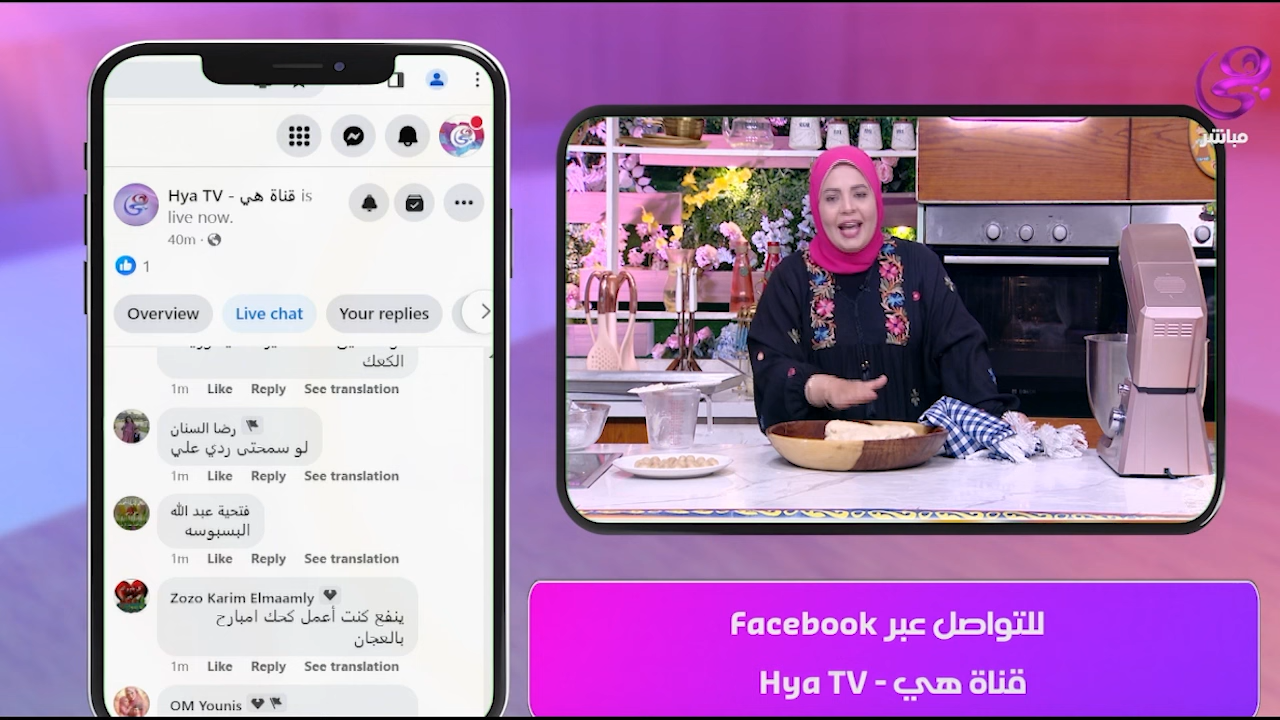 مباشر
Hya TV - قناة هي is
live now.
40m
1
Overview
Live chat
Your replies
الكعك
1m Like Reply See translation
رضا السنان
لو سمحتى ردي علي
1m Like Reply See translation
فتحية عبد الله
البسبوسه
1m Like Reply See translation
Zozo Karim Elmaamly
ينفع كنت أعمل كحك امبارح
بالعجان
1m Like Reply See translation
OM Younis
للتواصل عبر Facebook
قناة هي - Hya TV